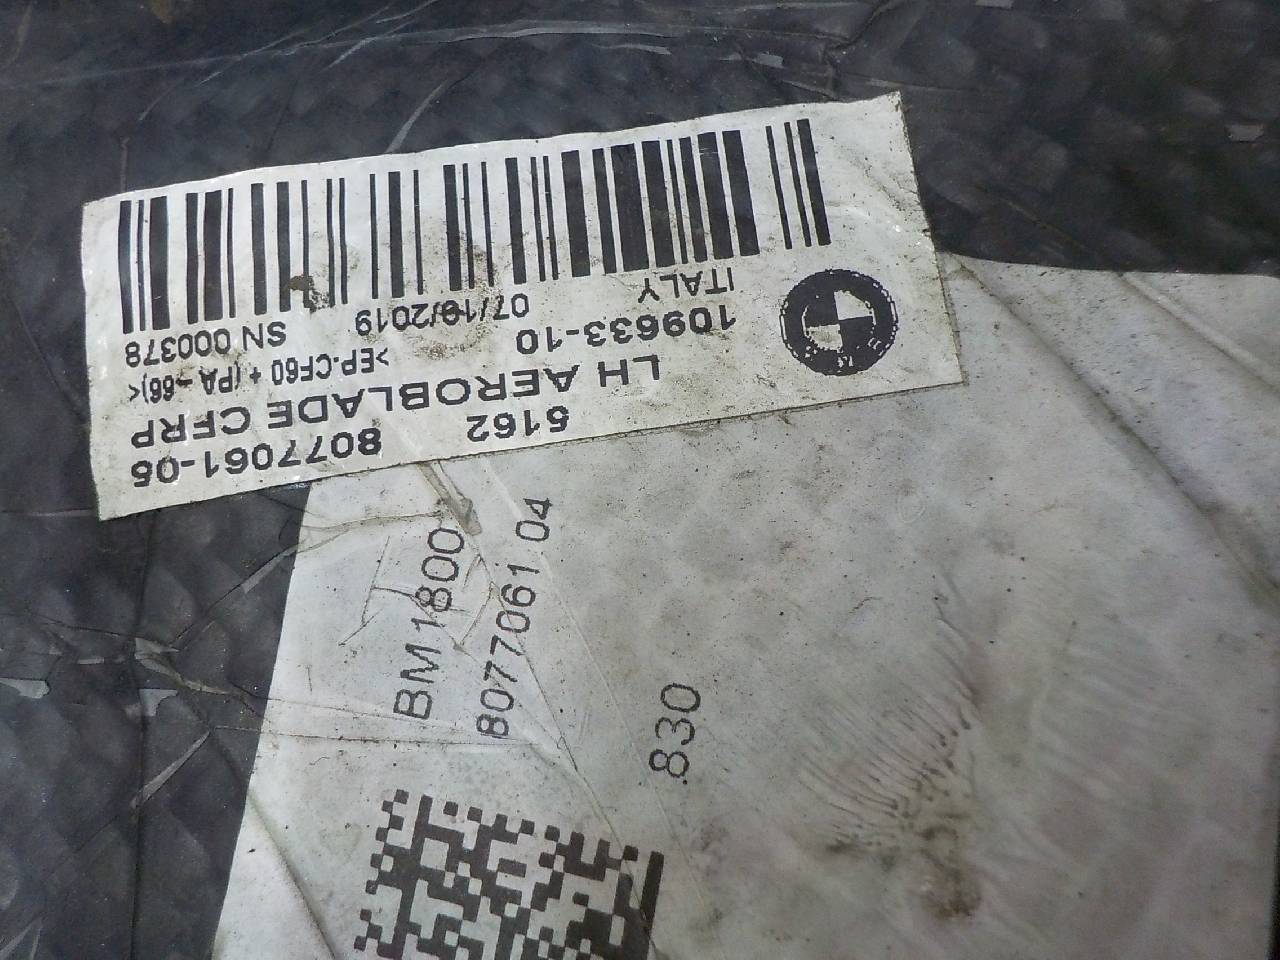 5162 8077061-05
LH AEROBLADE CFRP
109633-10 >EP-CF60 + (PA -66)<
ITALY 07/10/2019 SN 000378
BM1800
8077061 04
830